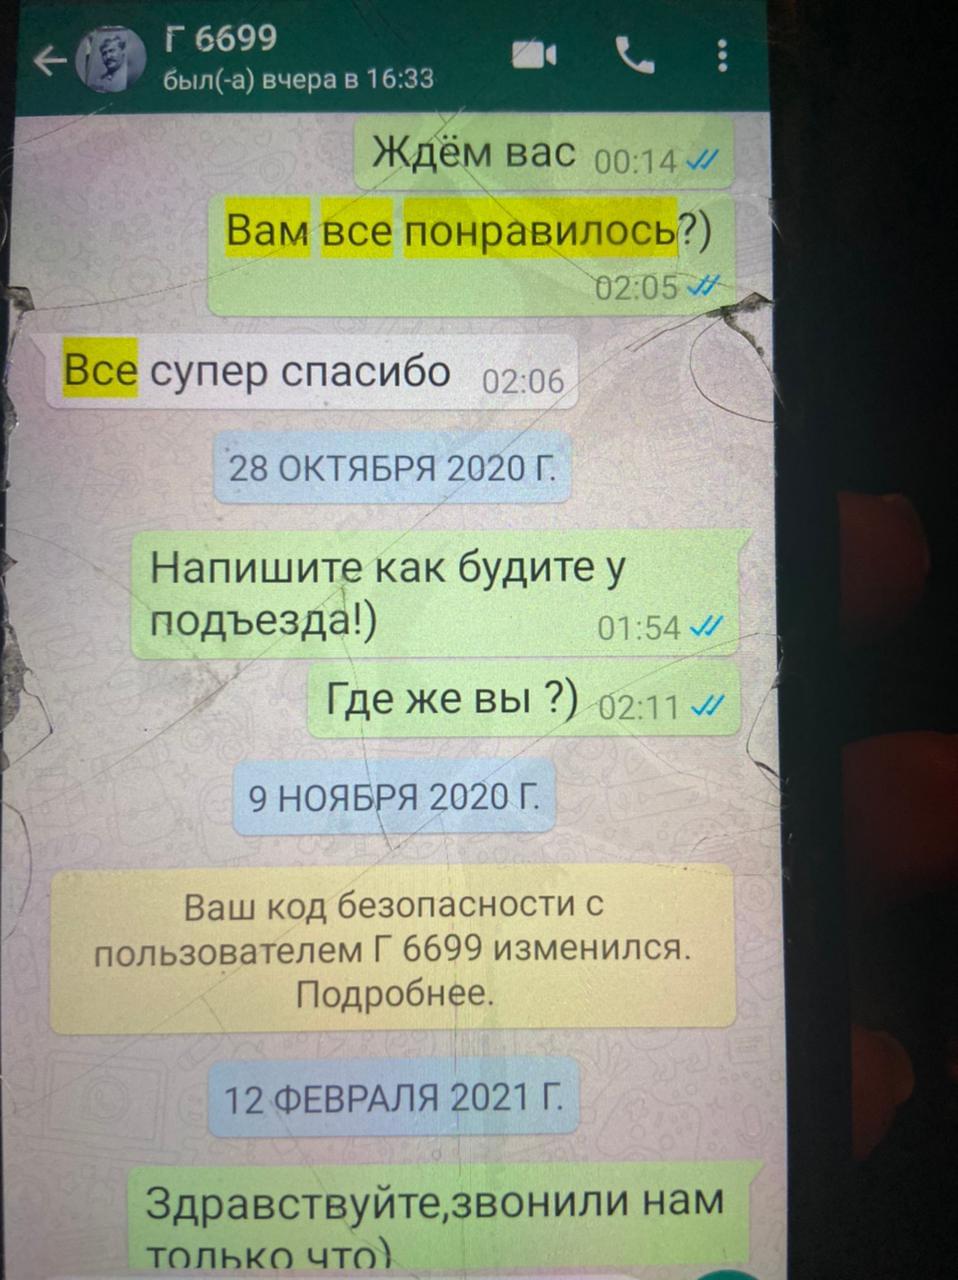 Г 6699
был(-а) вчера в 16:33
Ждём вас 00:14
Вам все понравилось?)
02:05
Все супер спасибо 02:06
28 ОКТЯБРЯ 2020 Г.
Напишите как будите у
подъезда!) 01:54
Где же вы ?) 02:11
9 НОЯБРЯ 2020 Г.
Ваш код безопасности с
пользователем Г 6699 изменился.
Подробнее.
12 ФЕВРАЛЯ 2021 Г.
Здравствуйте,звонили нам
только что)